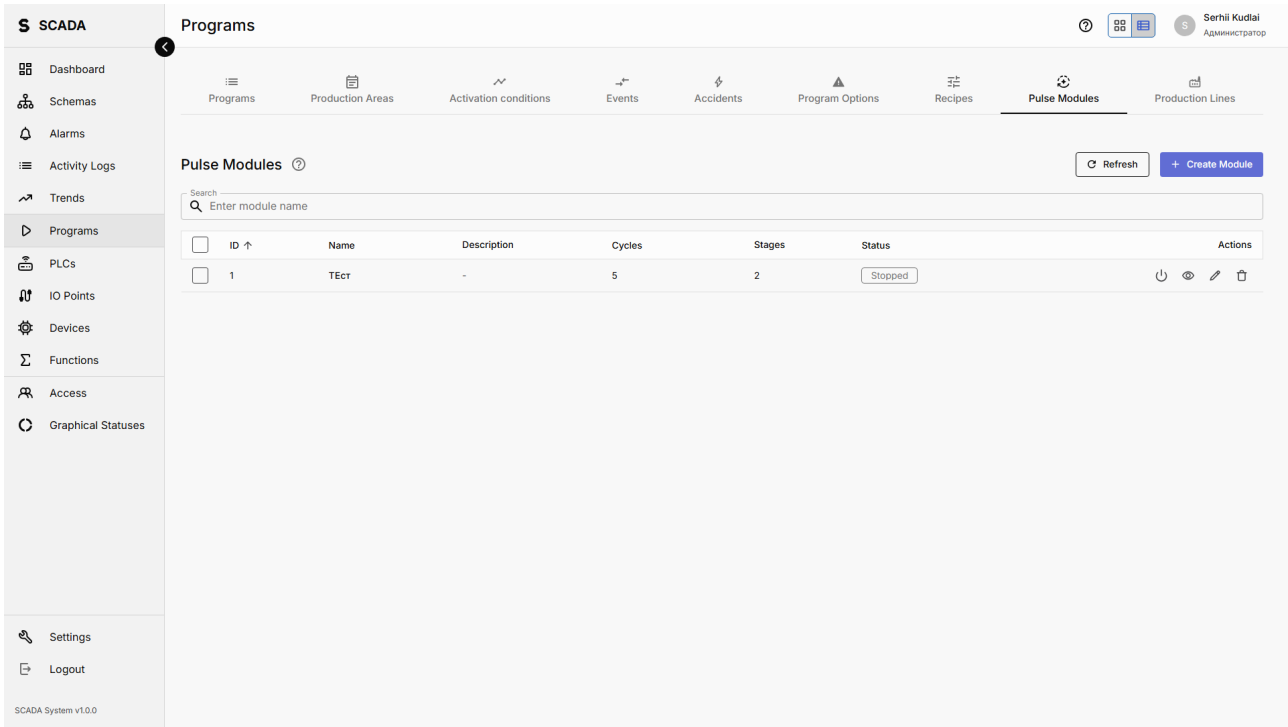 S SCADA
Programs
S
Serhii Kudlai
Администратор
Dashboard
Schemas
Alarms
Activity Logs
Trends
Programs
PLCs
IO Points
Devices
Functions
Access
Graphical Statuses
Settings
Logout
SCADA System v1.0.0
Programs Production Areas Activation conditions Events Accidents Program Options Recipes Pulse Modules Production Lines
Pulse Modules
Refresh
+ Create Module
Search
Enter module name
ID Name Description Cycles Stages Status Actions
1 ТЕст - 5 2 Stopped